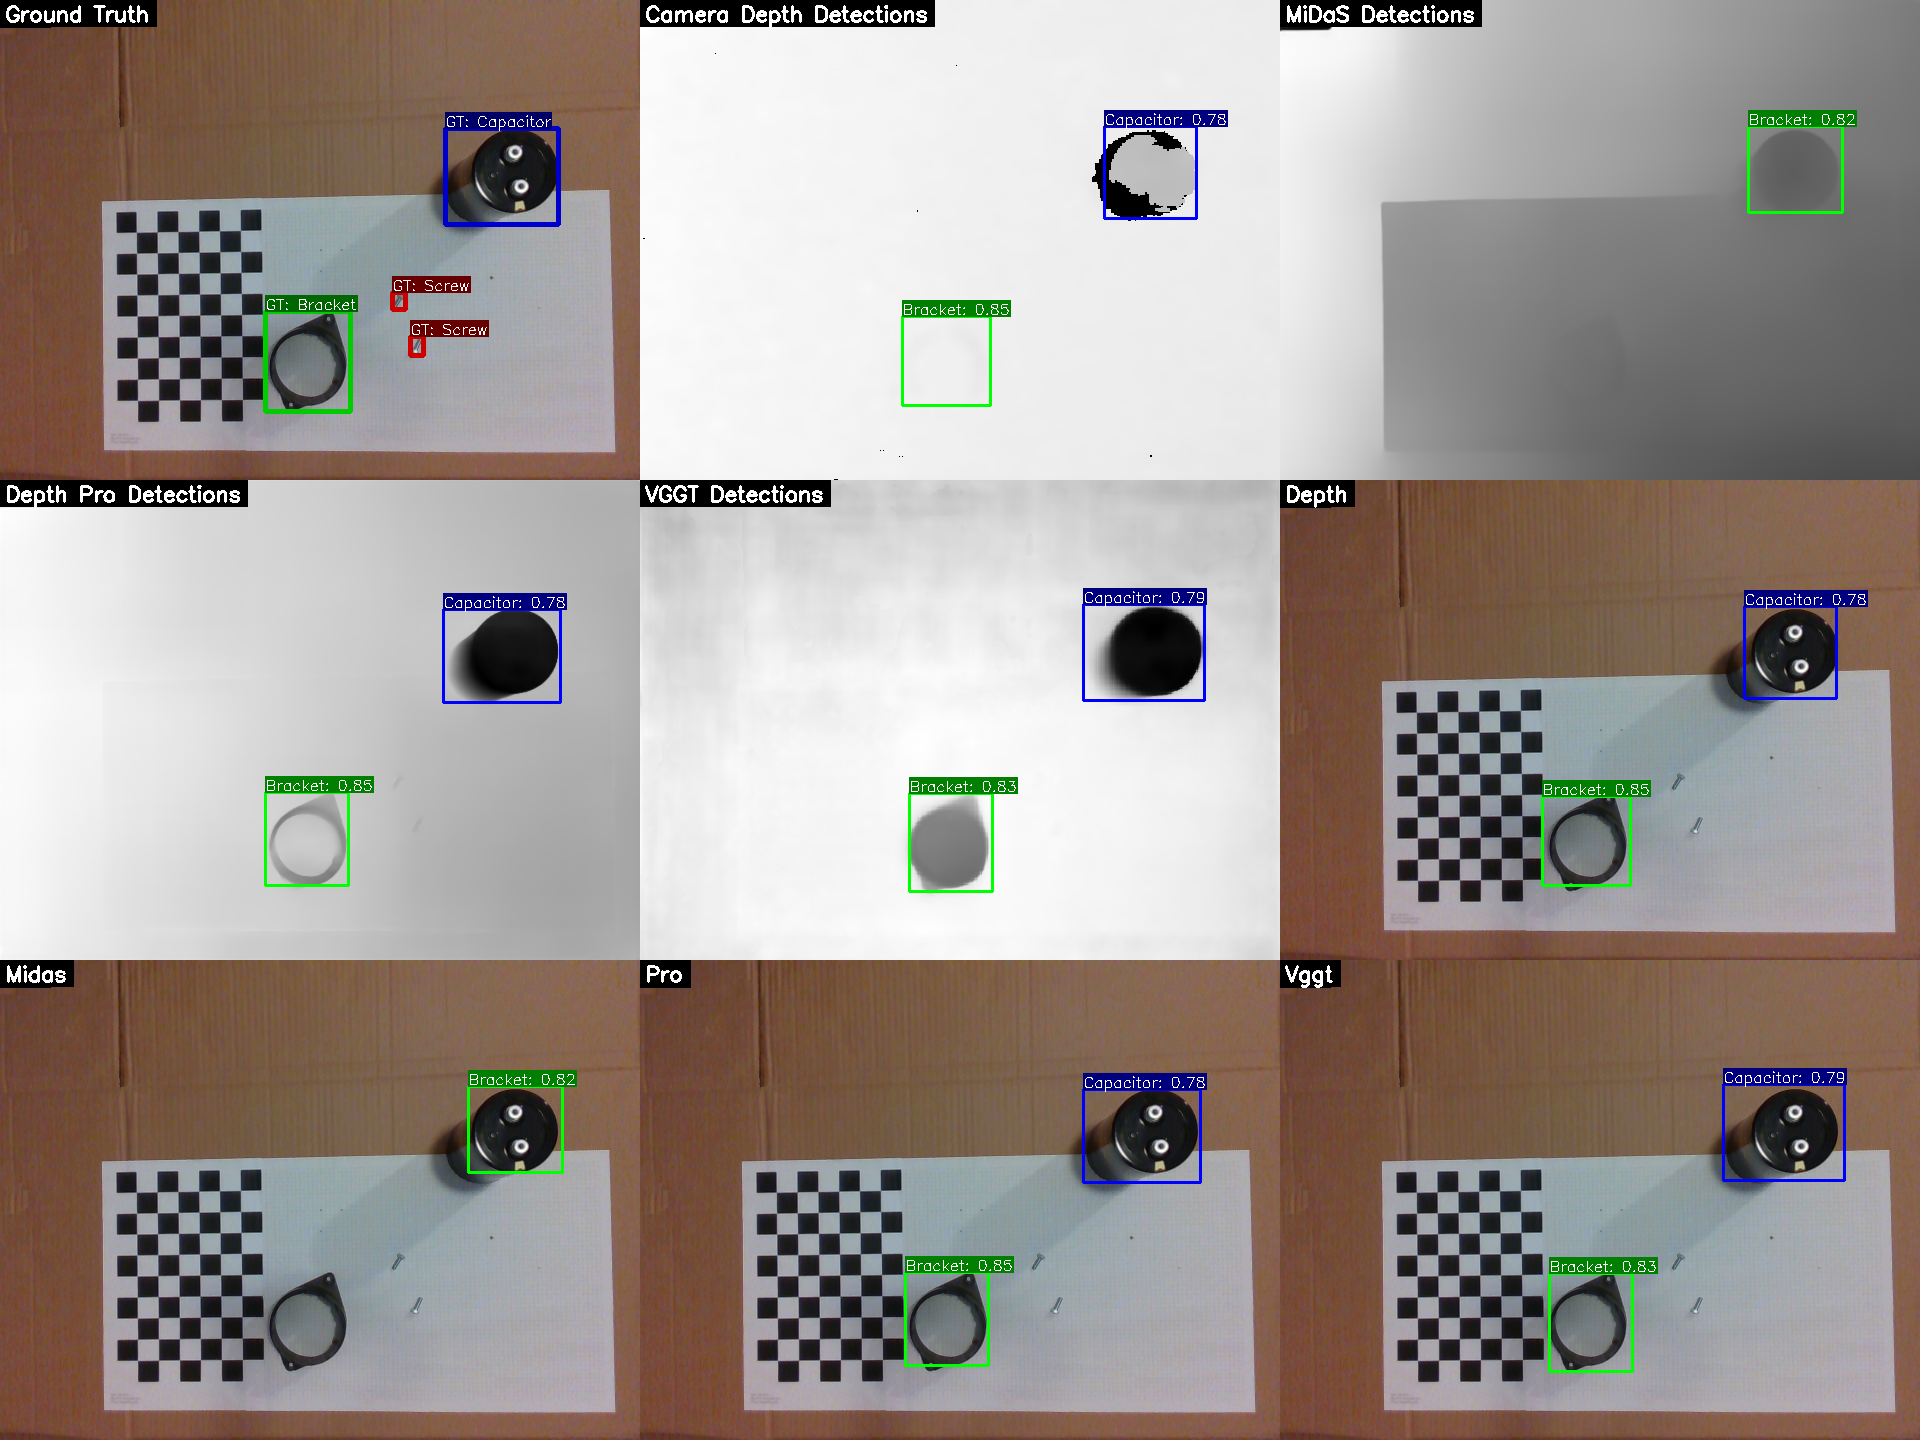 Ground Truth
GT: Capacitor
GT: Screw
GT: Bracket
GT: Screw
Camera Depth Detections
Capacitor: 0.78
Bracket: 0.85
MiDaS Detections
Bracket: 0.82
Depth Pro Detections
Capacitor: 0.78
Bracket: 0.85
VGGT Detections
Capacitor: 0.79
Bracket: 0.83
Depth
Capacitor: 0.78
Bracket: 0.85
Midas
Bracket: 0.82
Pro
Capacitor: 0.78
Bracket: 0.85
Vggt
Capacitor: 0.79
Bracket: 0.83